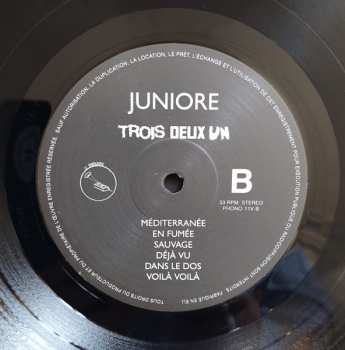 SAUF AUTORISATION, LA DUPLICATION, LA LOCATION, LE PRÊT, L'ÉCHANGE ET L'UTILISATION DE CET ENREGISTREMENT POUR EXÉCUTION PUBLIQUE OU RADIODIFFUSION SONT INTERDITS
JUNIORE
TROIS DEUX UN
B
33 RPM STEREO
PHONO 11V-B
MÉDITERRANÉE
EN FUMÉE
SAUVAGE
DÉJÀ VU
DANS LE DOS
VOILÀ VOILÀ
TOUS DROITS DU PRODUCTEUR ET DU PROPRIÉTAIRE DE L'ŒUVRE ENREGISTRÉE RÉSERVÉS.
FABRIQUÉ EN EU